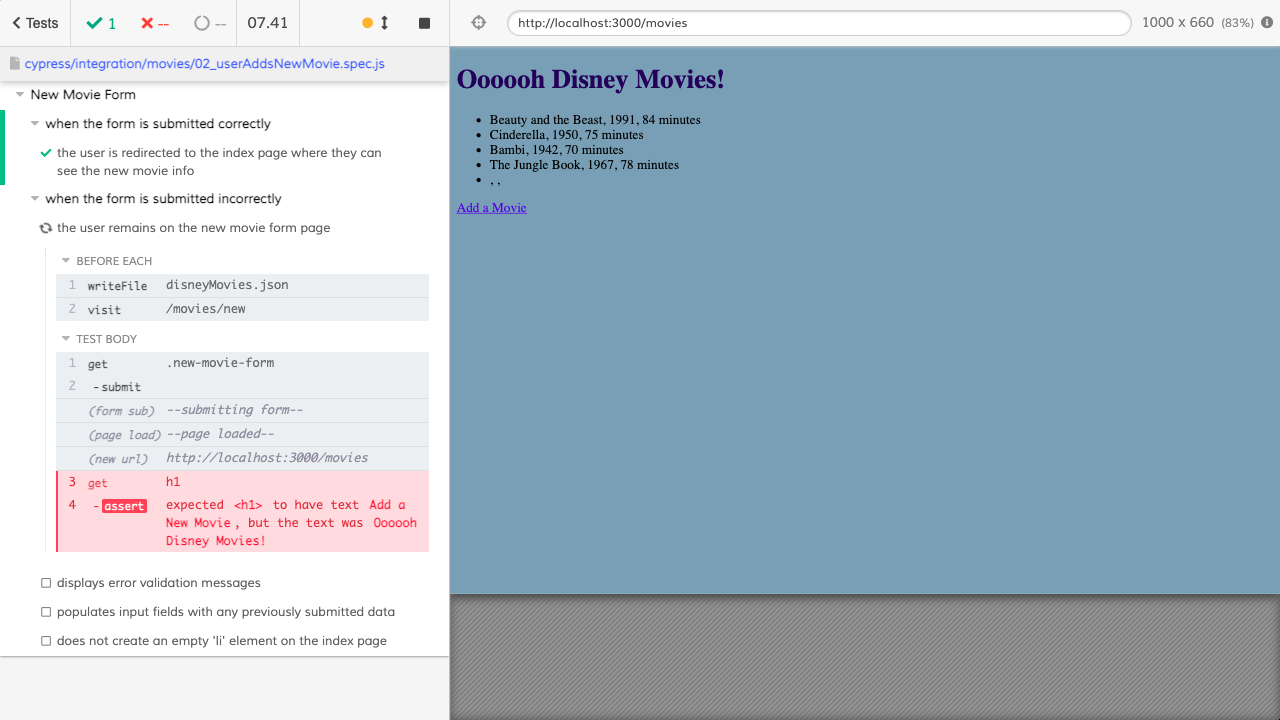 Tests
1
--
--
07.41
http://localhost:3000/movies
1000 x 660 (83%)
cypress/integration/movies/02_userAddsNewMovie.spec.js
New Movie Form
when the form is submitted correctly
the user is redirected to the index page where they can
see the new movie info
when the form is submitted incorrectly
the user remains on the new movie form page
BEFORE EACH
1 writeFile disneyMovies.json
2 visit /movies/new
TEST BODY
1 get .new-movie-form
2 -submit
(form sub) --submitting form--
(page load) --page loaded--
(new url) http://localhost:3000/movies
3 get h1
4 -assert expected <h1> to have text Add a
New Movie, but the text was Oooooh
Disney Movies!
displays error validation messages
populates input fields with any previously submitted data
does not create an empty 'li' element on the index page
Oooooh Disney Movies!
• Beauty and the Beast, 1991, 84 minutes
• Cinderella, 1950, 75 minutes
• Bambi, 1942, 70 minutes
• The Jungle Book, 1967, 78 minutes
• , ,
Add a Movie